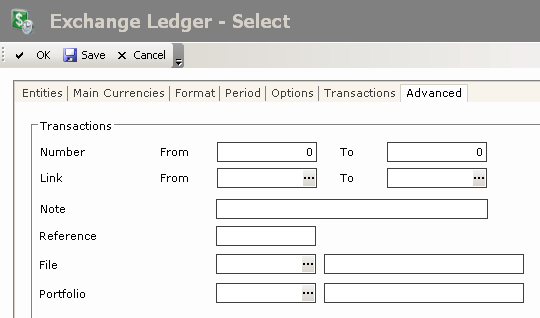 Exchange Ledger - Select
OK Save Cancel
Entities Main Currencies Format Period Options Transactions Advanced
Transactions
Number From 0 To 0
Link From ... To ...
Note
Reference
File ...
Portfolio ...